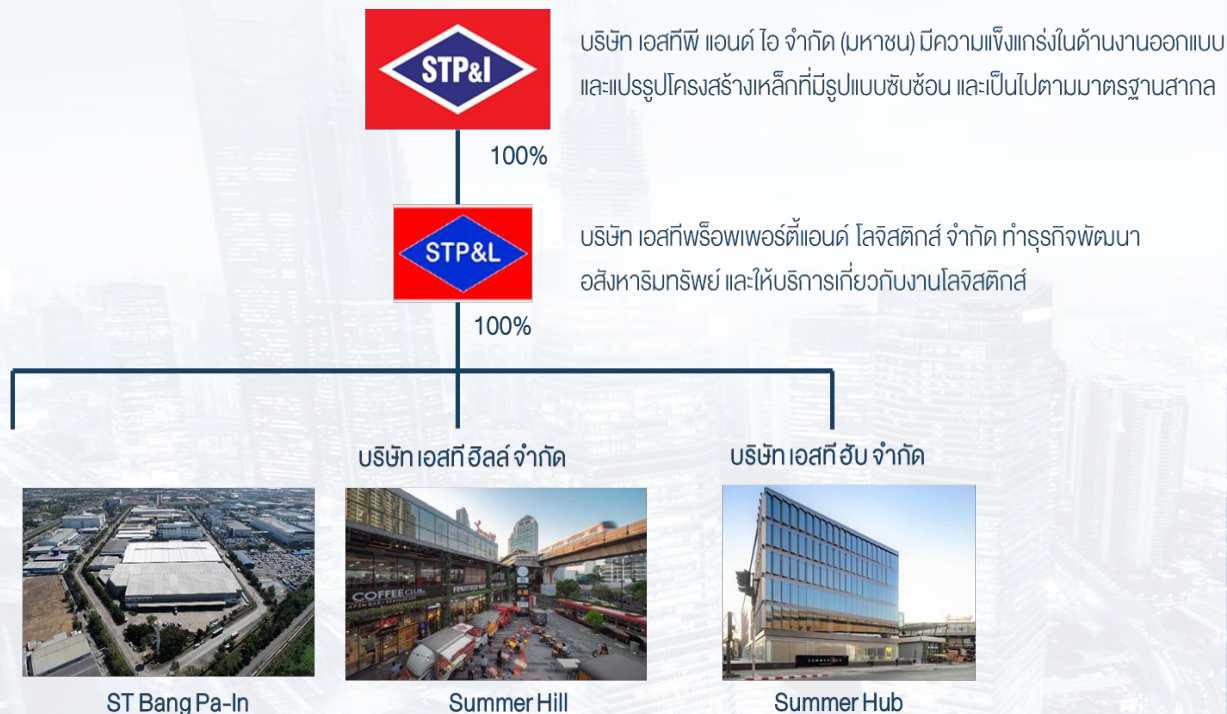 STP&I
บริษัท เอสทีพี แอนด์ ไอ จำกัด (มหาชน) มีความแข็งแกร่งในด้านงานออกแบบ
และแปรรูปโครงสร้างเหล็กที่มีรูปแบบซับซ้อน และเป็นไปตามมาตรฐานสากล
100%
STP&L
บริษัท เอสทีพร็อพเพอร์ตี้แอนด์ โลจิสติกส์ จำกัด ทำธุรกิจพัฒนา
อสังหาริมทรัพย์ และให้บริการเกี่ยวกับงานโลจิสติกส์
100%
บริษัท เอสที ฮิลล์ จำกัด
บริษัท เอสที ฮับ จำกัด
COFFEE CLUB
SUMMER HUB
ST Bang Pa-In
Summer Hill
Summer Hub